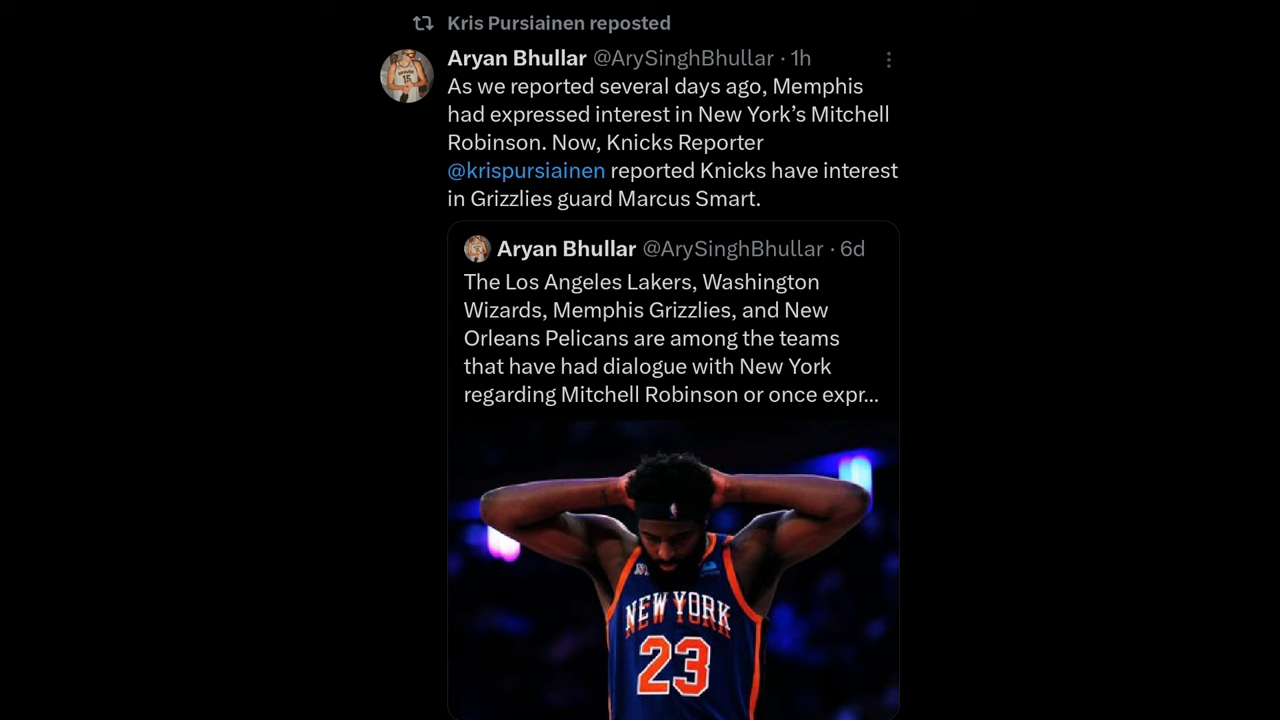 Kris Pursiainen reposted
Aryan Bhullar @ArySinghBhullar · 1h
As we reported several days ago, Memphis
had expressed interest in New York’s Mitchell
Robinson. Now, Knicks Reporter
@krispursiainen reported Knicks have interest
in Grizzlies guard Marcus Smart.
Aryan Bhullar @ArySinghBhullar · 6d
The Los Angeles Lakers, Washington
Wizards, Memphis Grizzlies, and New
Orleans Pelicans are among the teams
that have had dialogue with New York
regarding Mitchell Robinson or once expr...
NEW YORK
23